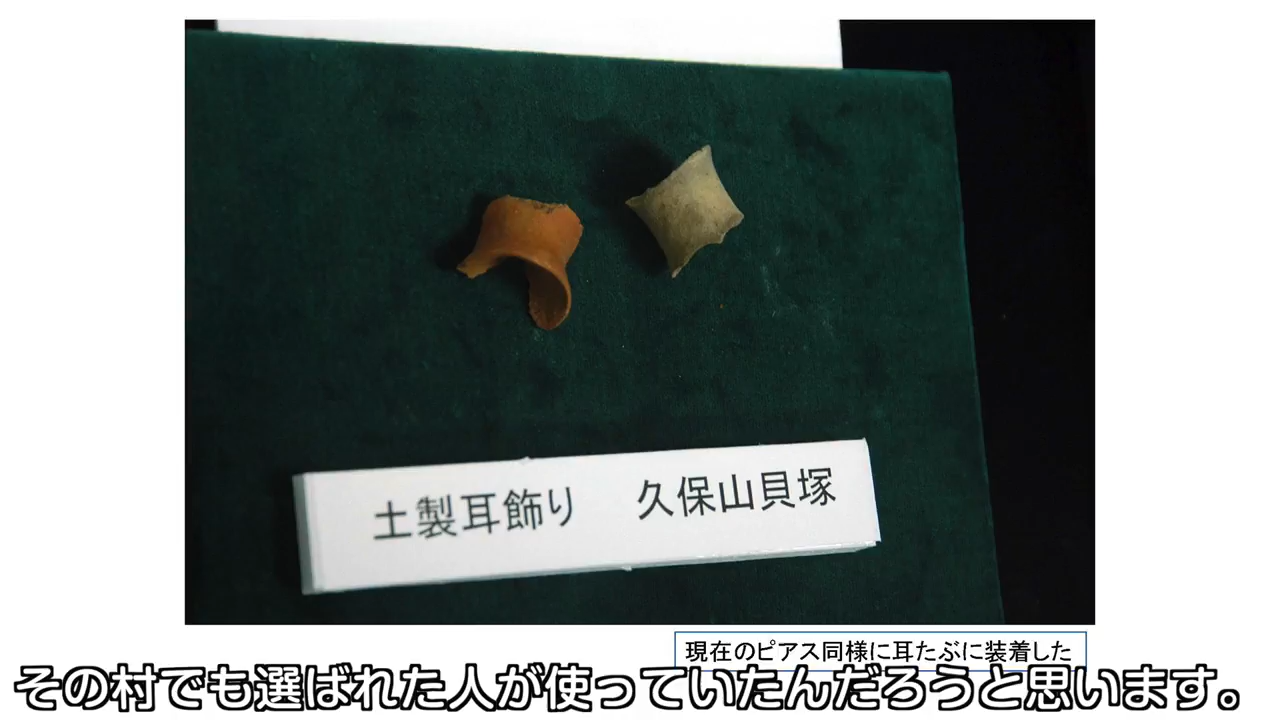 土製耳飾り　久保山貝塚
現在のピアス同様に耳たぶに装着した
その村でも選ばれた人が使っていたんだろうと思います。